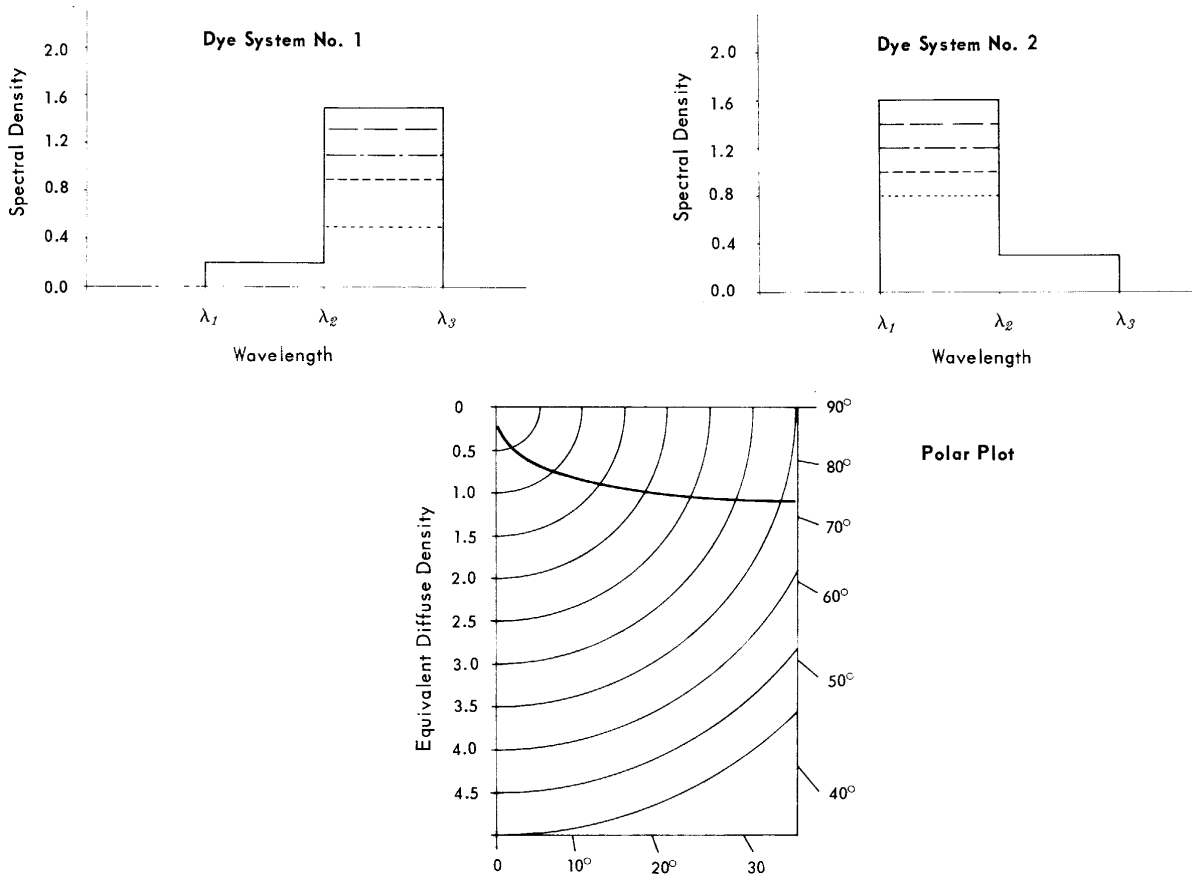 Dye System No. 1
Spectral Density
2.0
1.6
1.2
0.8
0.4
0.0
λ1 λ2 λ3
Wavelength
Dye System No. 2
Spectral Density
2.0
1.6
1.2
0.8
0.4
0.0
λ1 λ2 λ3
Wavelength
Polar Plot
Equivalent Diffuse Density
0
0.5
1.0
1.5
2.0
2.5
3.0
3.5
4.0
4.5
90°
80°
70°
60°
50°
40°
0 10° 20° 30